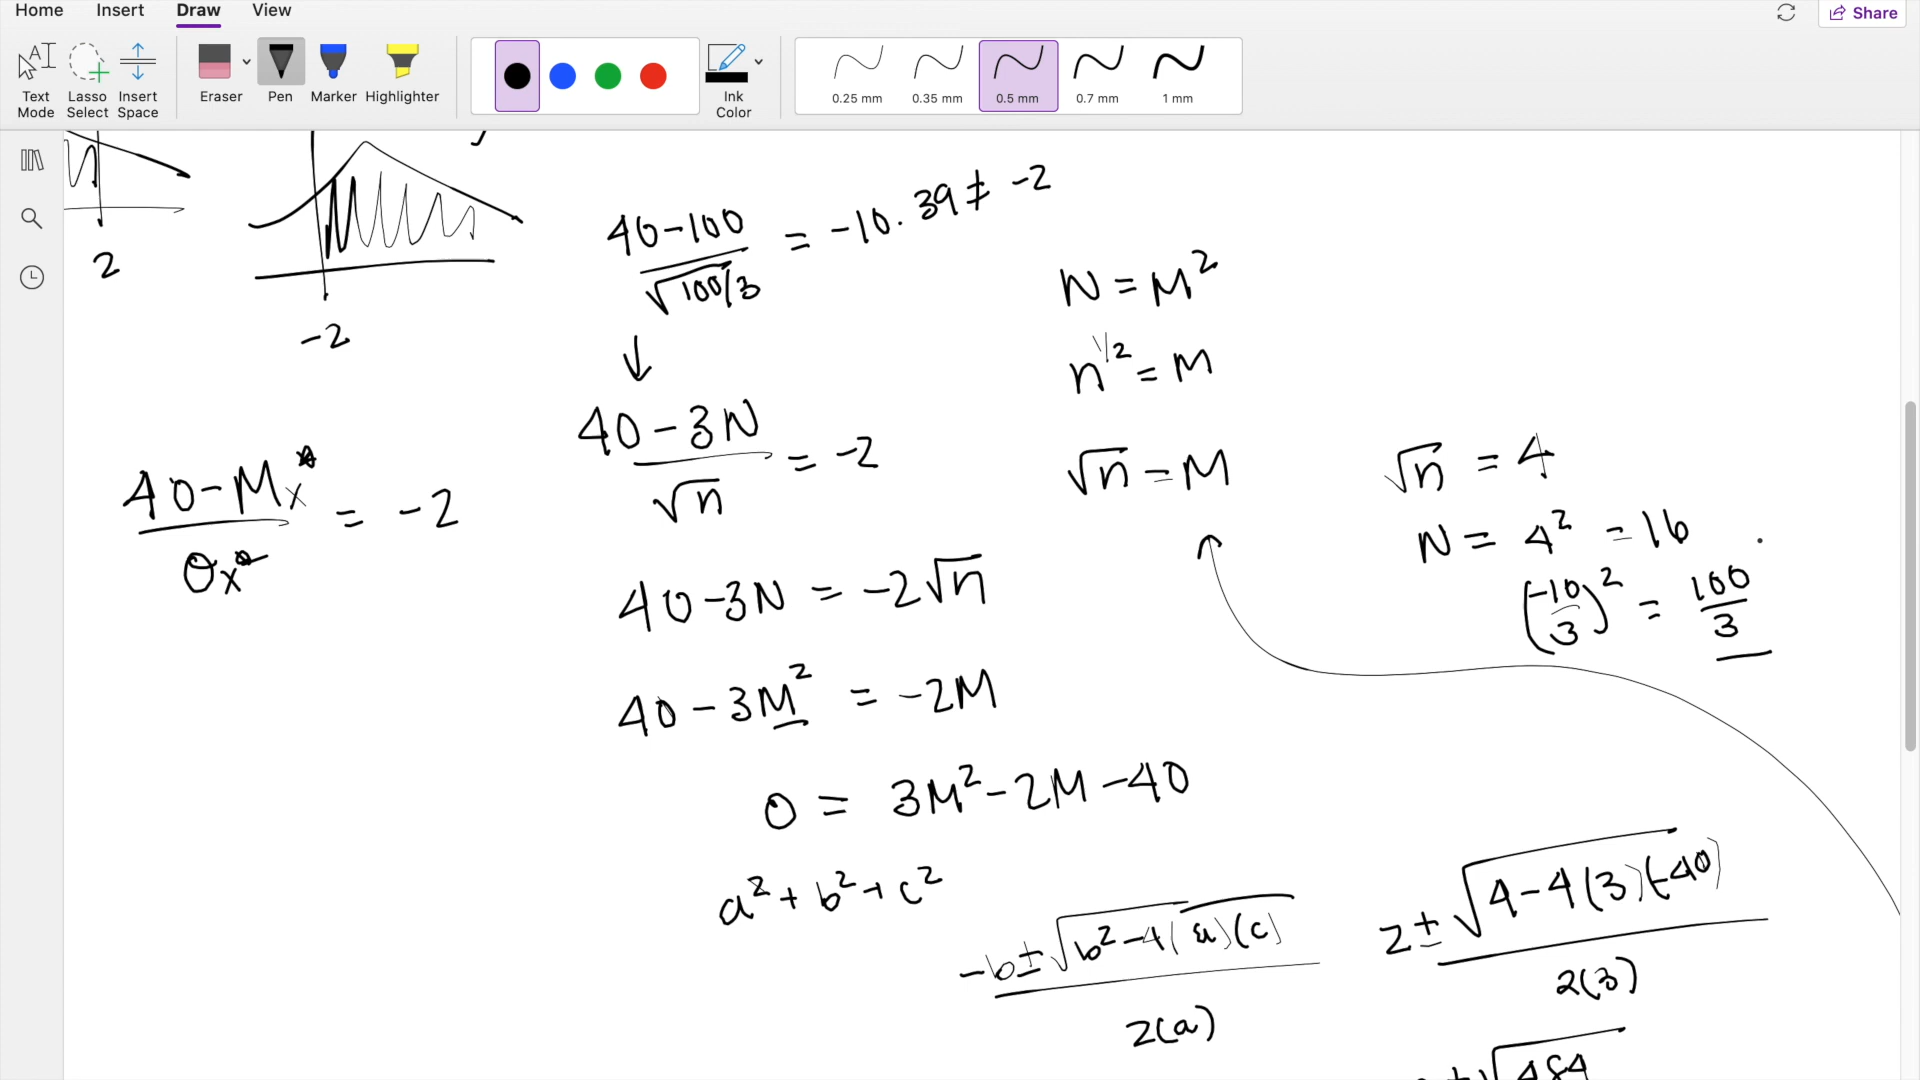 Home Insert Draw View Share
Text Mode Lasso Select Insert Space Eraser Pen Marker Highlighter Ink Color 0.25 mm 0.35 mm 0.5 mm 0.7 mm 1 mm
2
-2
40-100/√100/3 = -10.39 ≠ -2
N = M²
n^1/2 = M
√n = M
40-3N/√n = -2
40-Mx*/σx* = -2
√n = 4
N = 4² = 16
(-10/3)² = 100/3
40-3N = -2√n
40-3M² = -2M
0 = 3M²-2M-40
a²+b²+c²
-b±√b²-4(a)(c)/2(a)
2±√4-4(3)(-40)/2(3)
±√484